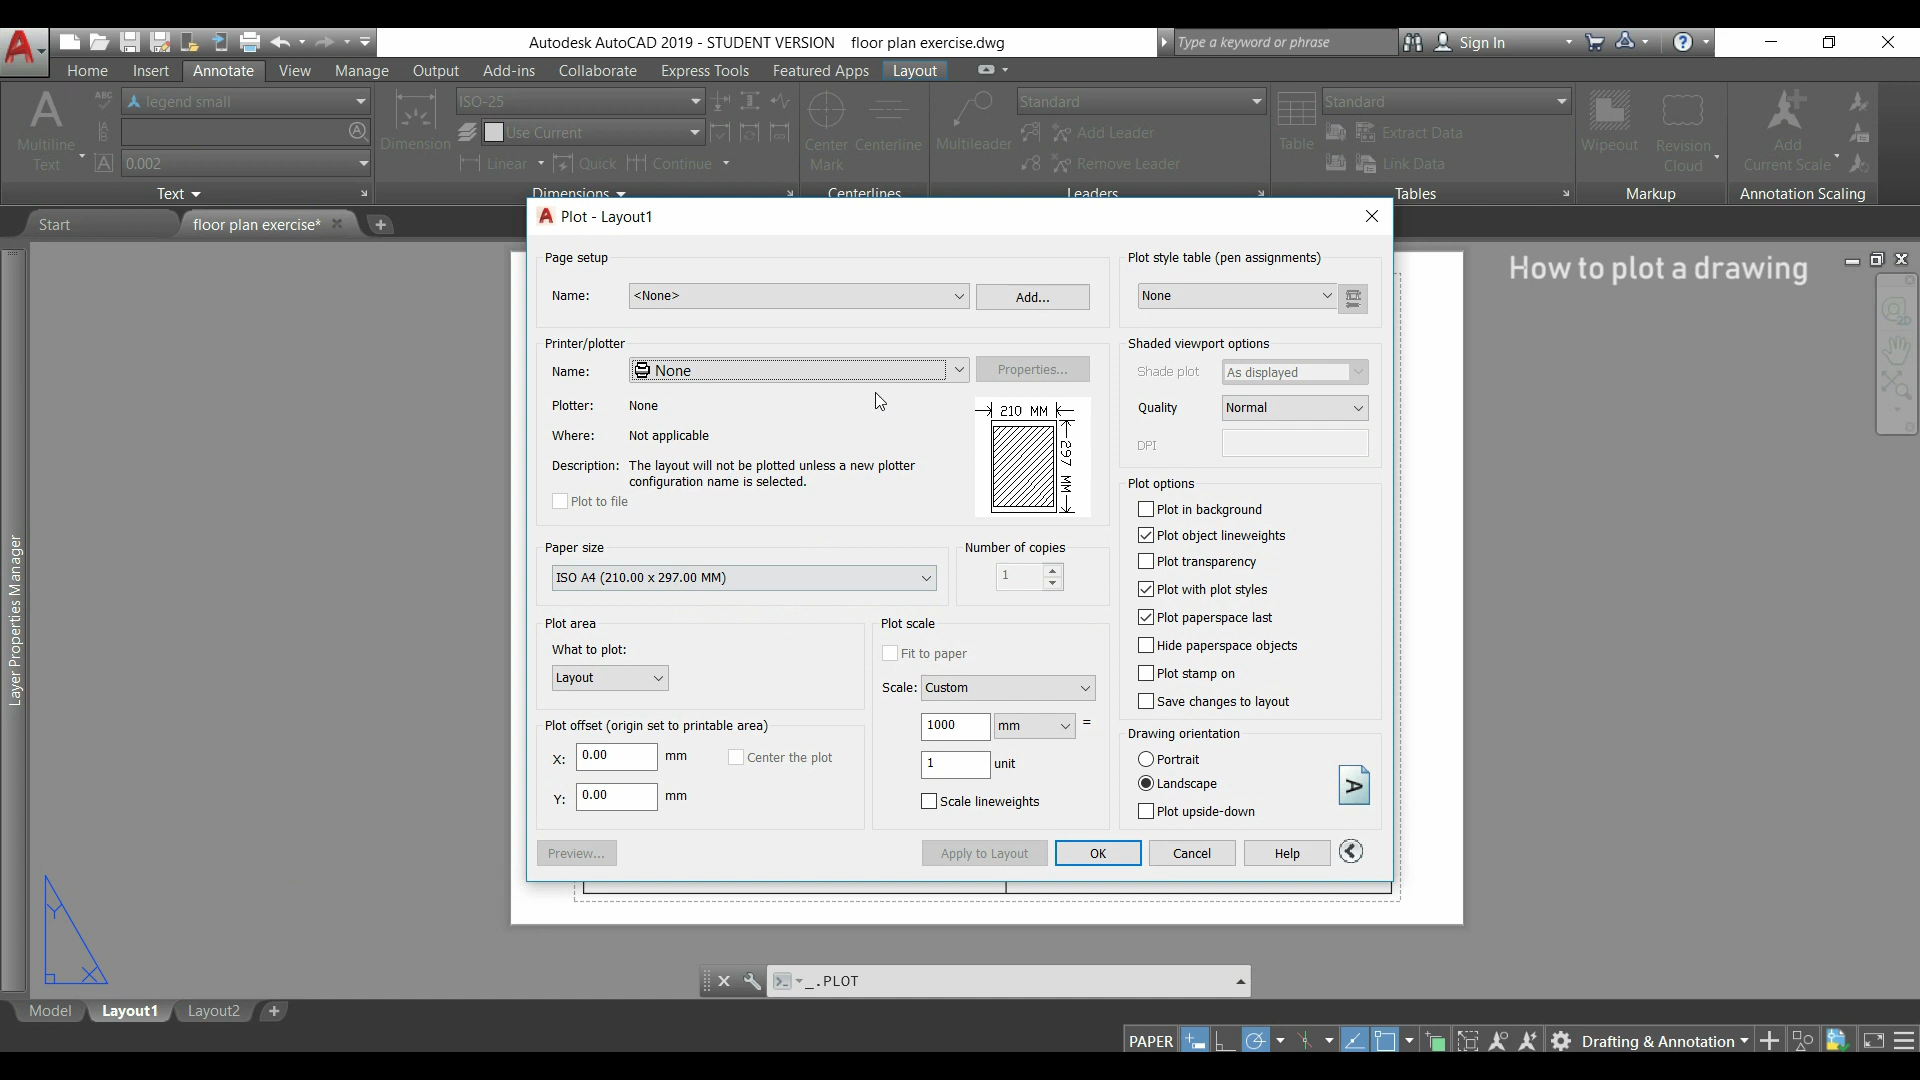 Autodesk AutoCAD 2019 - STUDENT VERSION floor plan exercise.dwg
Type a keyword or phrase
Sign In
Home Insert Annotate View Manage Output Add-ins Collaborate Express Tools Featured Apps Layout
legend small
ISO-25
Standard
Standard
Use Current
Add Leader
Extract Data
Multiline Text
Dimension
Center Mark
Centerline
Multileader
Table
Wipeout
Revision Cloud
Add Current Scale
0.002
Linear
Quick
Continue
Remove Leader
Link Data
Text
Dimensions
Centerlines
Leaders
Tables
Markup
Annotation Scaling
Start
floor plan exercise*
How to plot a drawing
Layer Properties Manager
Plot - Layout1
Page setup
Name: <None>
Add...
Printer/plotter
Name: None
Properties...
Plotter: None
Where: Not applicable
Description: The layout will not be plotted unless a new plotter
configuration name is selected.
Plot to file
210 MM
297 MM
Paper size
ISO A4 (210.00 x 297.00 MM)
Number of copies
1
Plot area
What to plot:
Layout
Plot offset (origin set to printable area)
X: 0.00 mm
Center the plot
Y: 0.00 mm
Plot scale
Fit to paper
Scale: Custom
1000 mm =
1 unit
Scale lineweights
Plot style table (pen assignments)
None
Shaded viewport options
Shade plot As displayed
Quality Normal
DPI
Plot options
Plot in background
Plot object lineweights
Plot transparency
Plot with plot styles
Plot paperspace last
Hide paperspace objects
Plot stamp on
Save changes to layout
Drawing orientation
Portrait
Landscape
Plot upside-down
A
Preview...
Apply to Layout
OK
Cancel
Help
Y
X
_.PLOT
Model Layout1 Layout2
PAPER
Drafting & Annotation